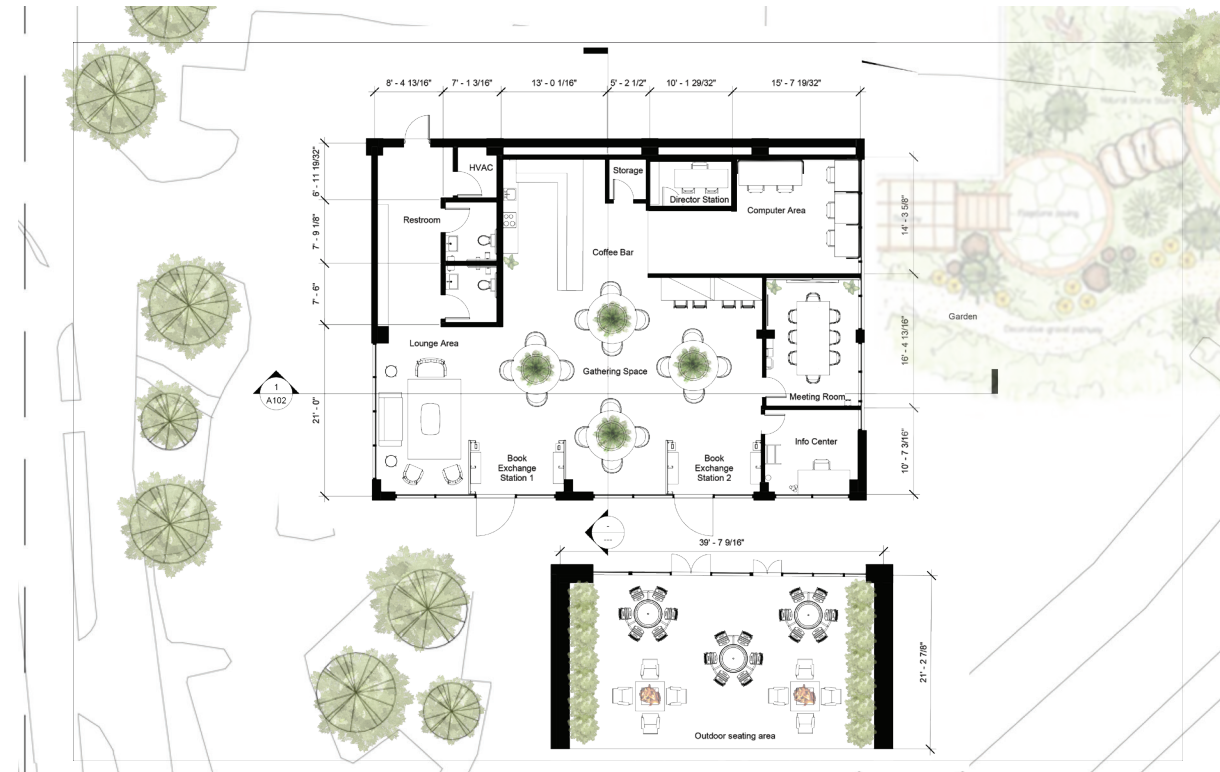 8' - 4 13/16"
7' - 1 3/16"
13' - 0 1/16"
5' - 2 1/2"
10' - 1 29/32"
15' - 7 19/32"
6' - 11 19/32"
7' - 9 1/8"
7' - 6"
21' - 0"
HVAC
Storage
Director Station
Computer Area
Restroom
Coffee Bar
14' - 3 5/8"
Garden
Lounge Area
Gathering Space
16' - 4 13/16"
1
A102
Meeting Room
Info Center
10' - 7 3/16"
Book
Exchange
Station 1
Book
Exchange
Station 2
39' - 7 9/16"
21' - 2 7/8"
Outdoor seating area